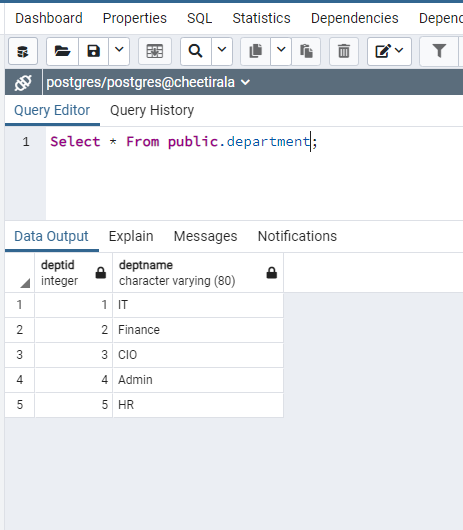 Dashboard Properties SQL Statistics Dependencies Depend
postgres/postgres@cheetirala
Query Editor Query History
1 Select * From public.department;
Data Output Explain Messages Notifications
deptid deptname
integer character varying (80)
1 1 IT
2 2 Finance
3 3 CIO
4 4 Admin
5 5 HR